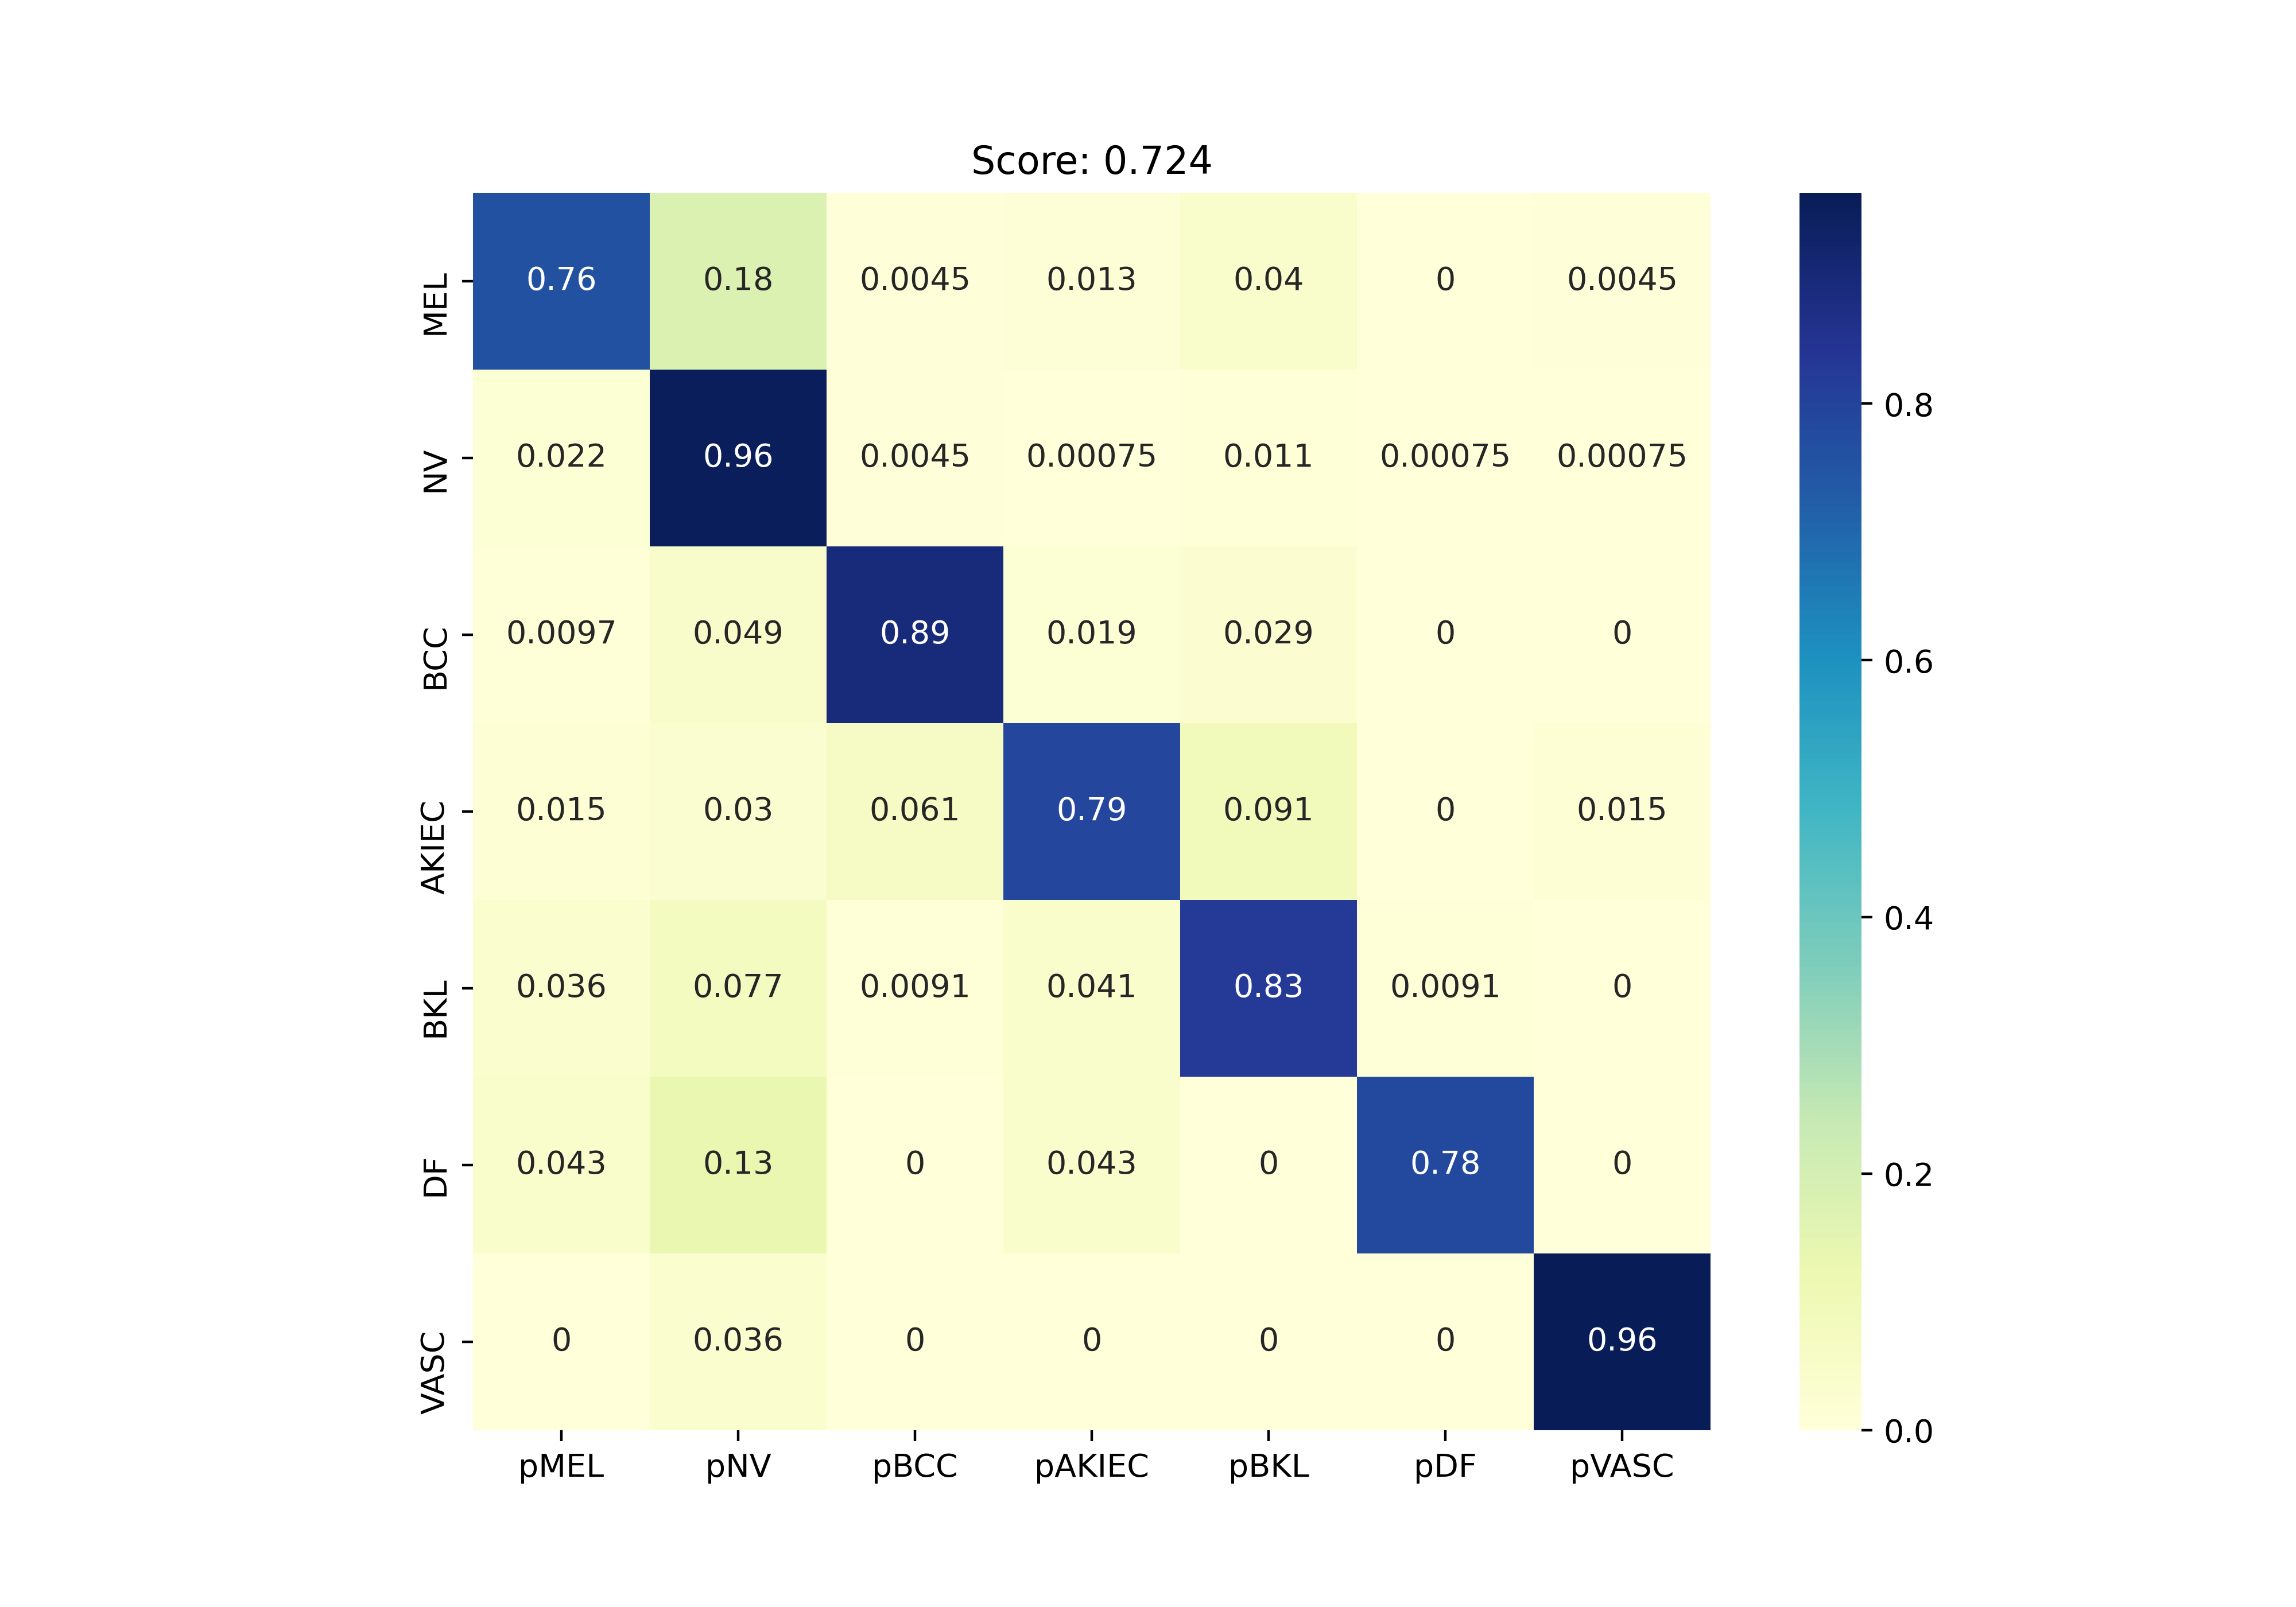 Score: 0.724
MEL 0.76 0.18 0.0045 0.013 0.04 0 0.0045
NV 0.022 0.96 0.0045 0.00075 0.011 0.00075 0.00075
BCC 0.0097 0.049 0.89 0.019 0.029 0 0
AKIEC 0.015 0.03 0.061 0.79 0.091 0 0.015
BKL 0.036 0.077 0.0091 0.041 0.83 0.0091 0
DF 0.043 0.13 0 0.043 0 0.78 0
VASC 0 0.036 0 0 0 0 0.96
pMEL pNV pBCC pAKIEC pBKL pDF pVASC
0.8
0.6
0.4
0.2
0.0